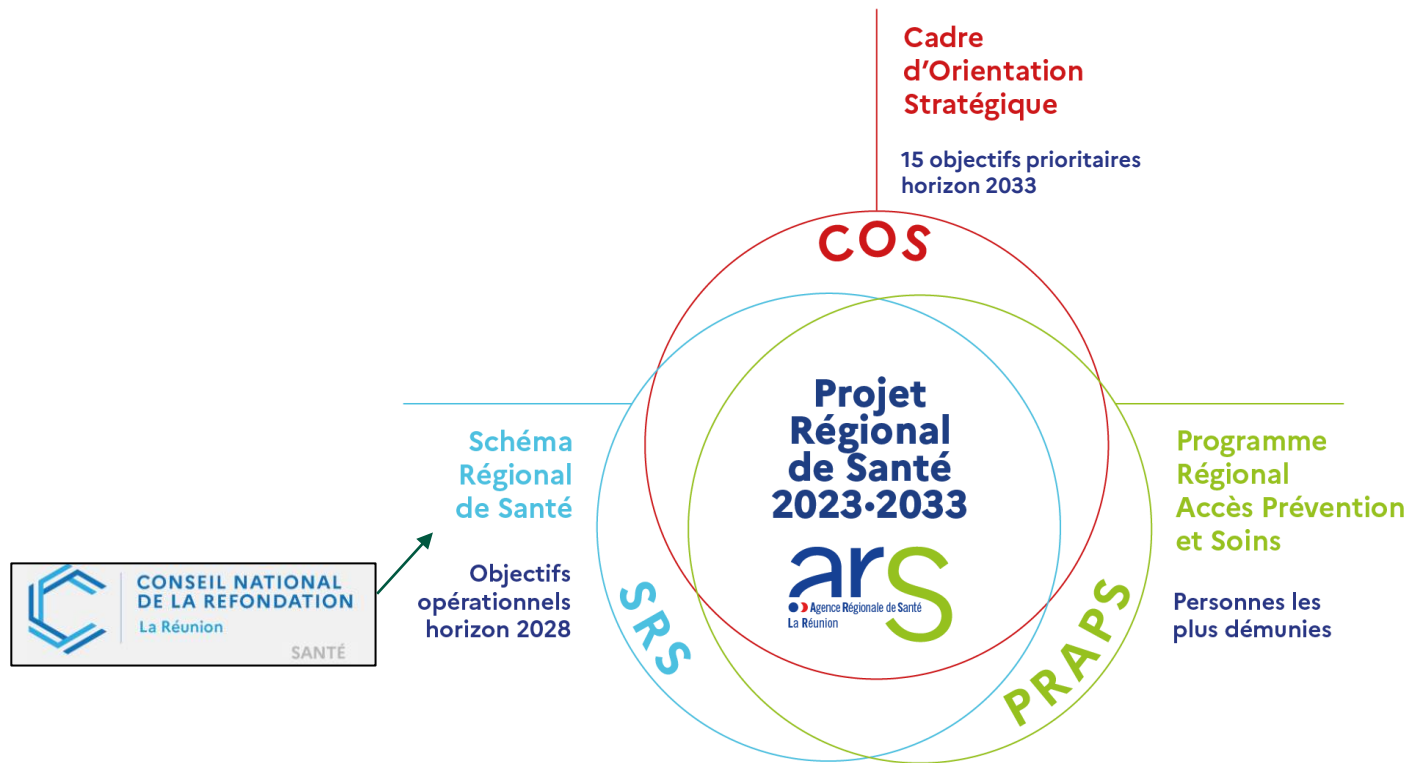 Cadre
d'Orientation
Stratégique
15 objectifs prioritaires
horizon 2033
COS
Projet
Régional
de Santé
2023•2033
ars
Agence Régionale de Santé
La Réunion
Schéma
Régional
de Santé
Objectifs
opérationnels
horizon 2028
SRS
CONSEIL NATIONAL
DE LA REFONDATION
La Réunion
SANTÉ
Programme
Régional
Accès Prévention
et Soins
Personnes les
plus démunies
PRAPS